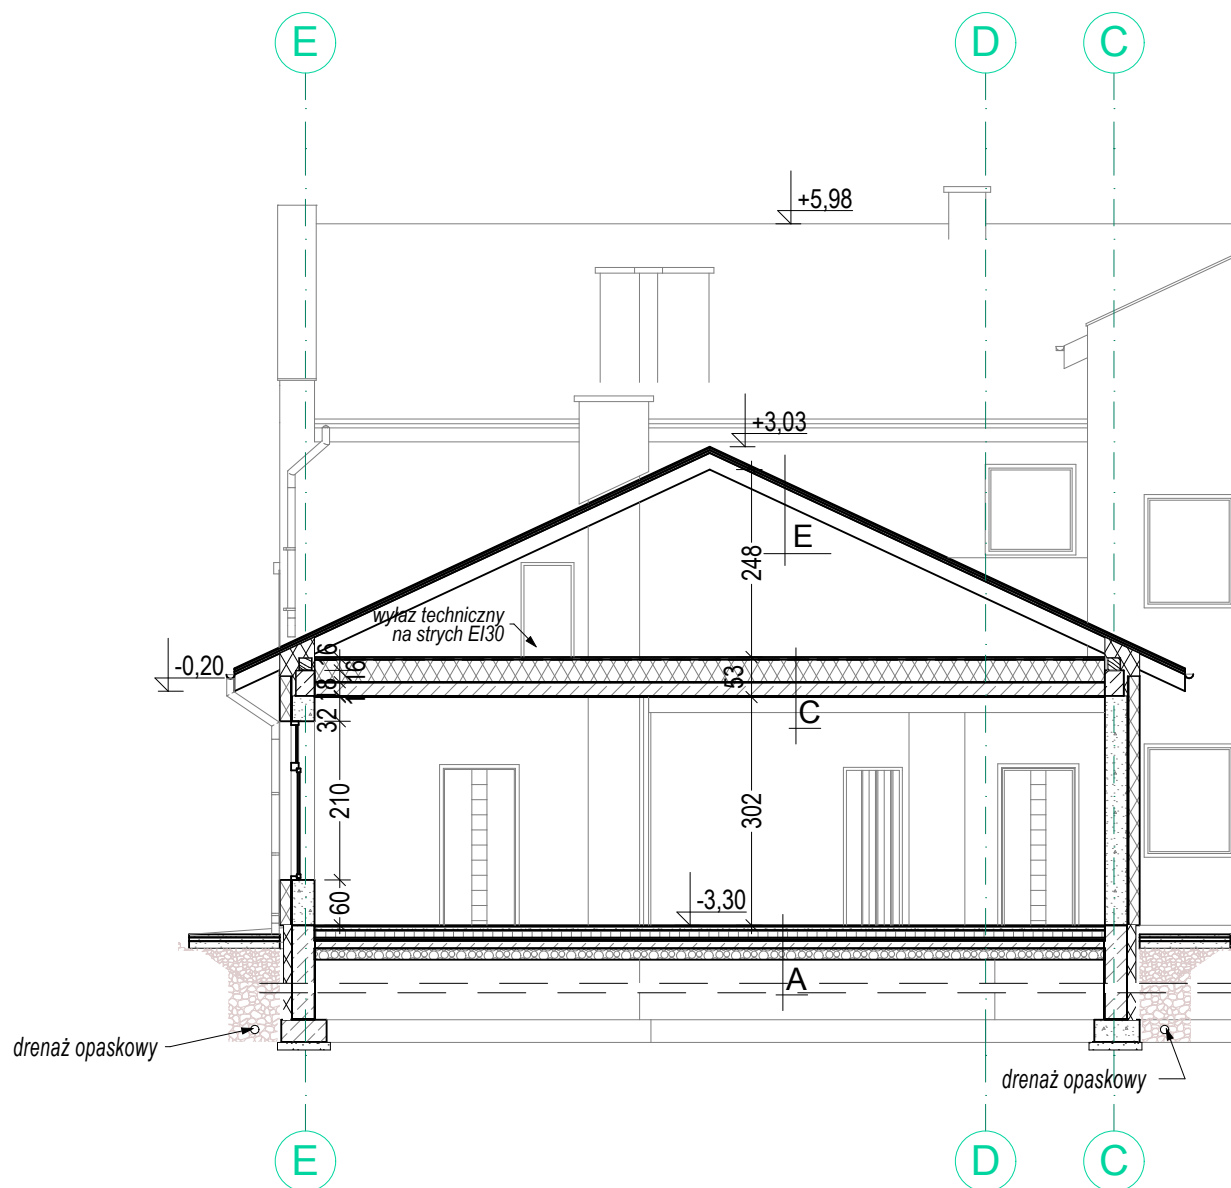 E
D
C
+5,98
+3,03
E
248
wyłaz techniczny
na strych EI30
-0,20
16
16
18
53
32
C
210
302
60
-3,30
A
drenaż opaskowy
drenaż opaskowy
E
D
C